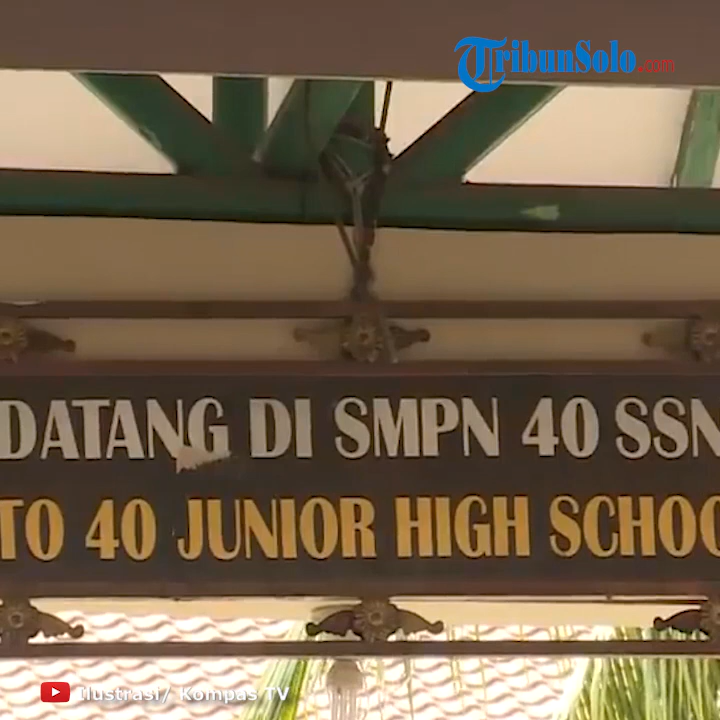 TribunSolo.com
DATANG DI SMPN 40 SSN
TO 40 JUNIOR HIGH SCHOO
Ilustrasi/ Kompas TV